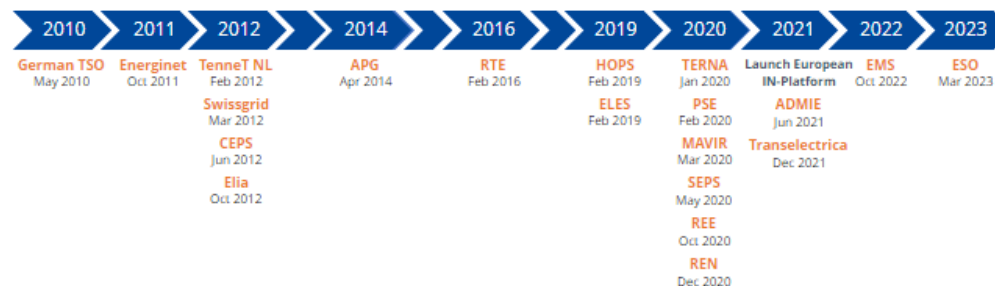 2010 2011 2012 2014 2016 2019 2020 2021 2022 2023
German TSO
May 2010
Energinet
Oct 2011
TenneT NL
Feb 2012
Swissgrid
Mar 2012
CEPS
Jun 2012
Elia
Oct 2012
APG
Apr 2014
RTE
Feb 2016
HOPS
Feb 2019
ELES
Feb 2019
TERNA
Jan 2020
PSE
Feb 2020
MAVIR
Mar 2020
SEPS
May 2020
REE
Oct 2020
REN
Dec 2020
Launch European
IN-Platform
ADMIE
Jun 2021
Transelectrica
Dec 2021
EMS
Oct 2022
ESO
Mar 2023